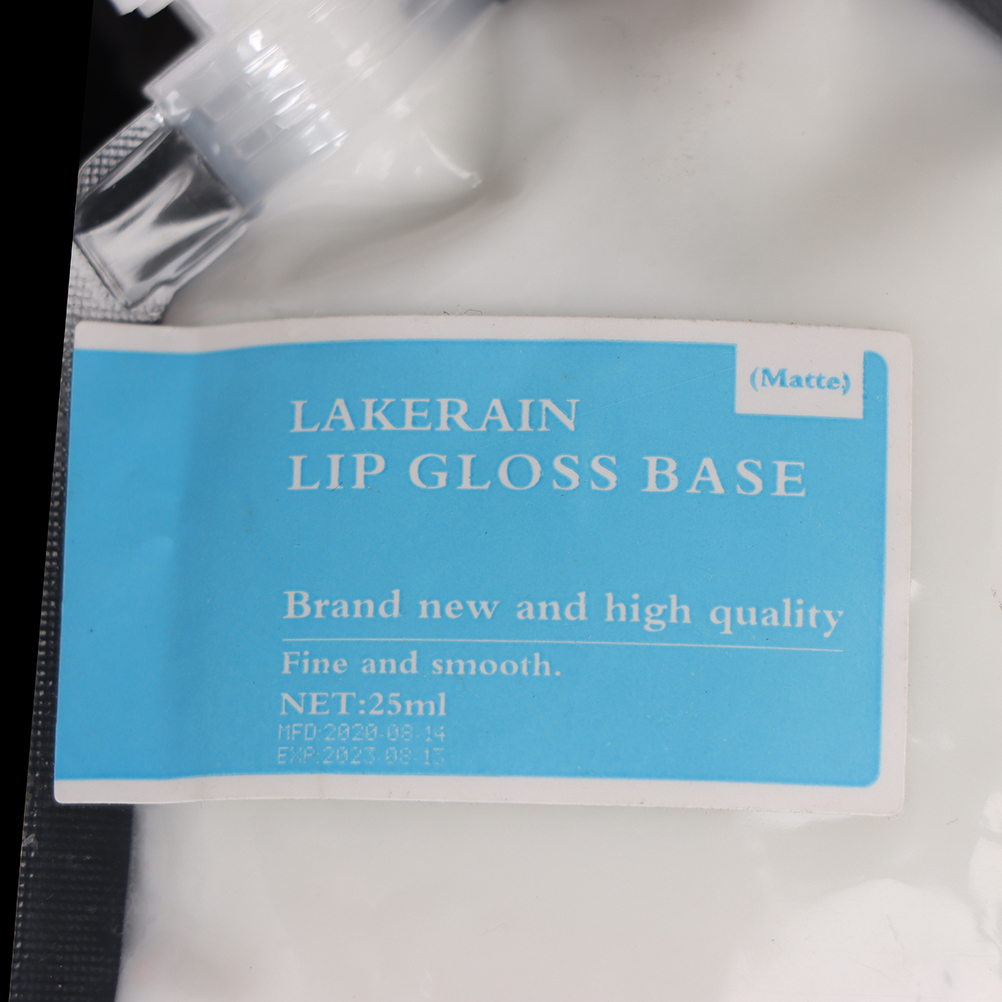 (Matte)
LAKERAIN
LIP GLOSS BASE
Brand new and high quality
Fine and smooth.
NET:25ml
MFD:2020-08-14
EXP:2023-08-13